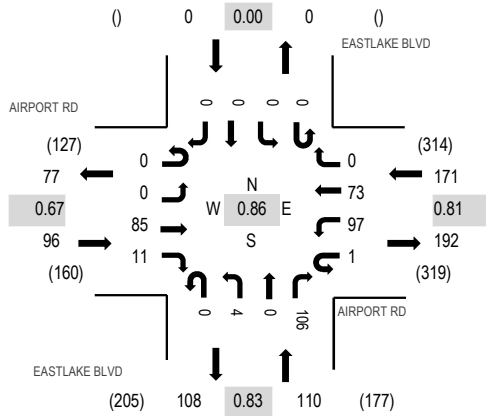 () 0 0.00 0 ()
EASTLAKE BLVD
AIRPORT RD
0 0 0 0
(127) 0 0 (314)
77 171
0 N 73
0.67 W 0.86 E 0.81
85 S 97
96 192
11 1
(160) (319)
0 4 0 106
AIRPORT RD
EASTLAKE BLVD
(205) 108 0.83 110 (177)